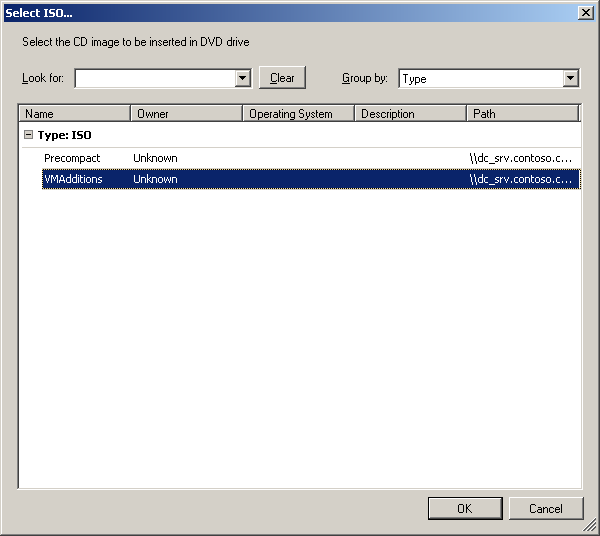 Select ISO...
Select the CD image to be inserted in DVD drive
Look for: Clear Group by: Type
Name Owner Operating System Description Path
Type: ISO
Precompact Unknown \\dc_srv.contoso.c...
VMAdditions Unknown \\dc_srv.contoso.c...
OK Cancel